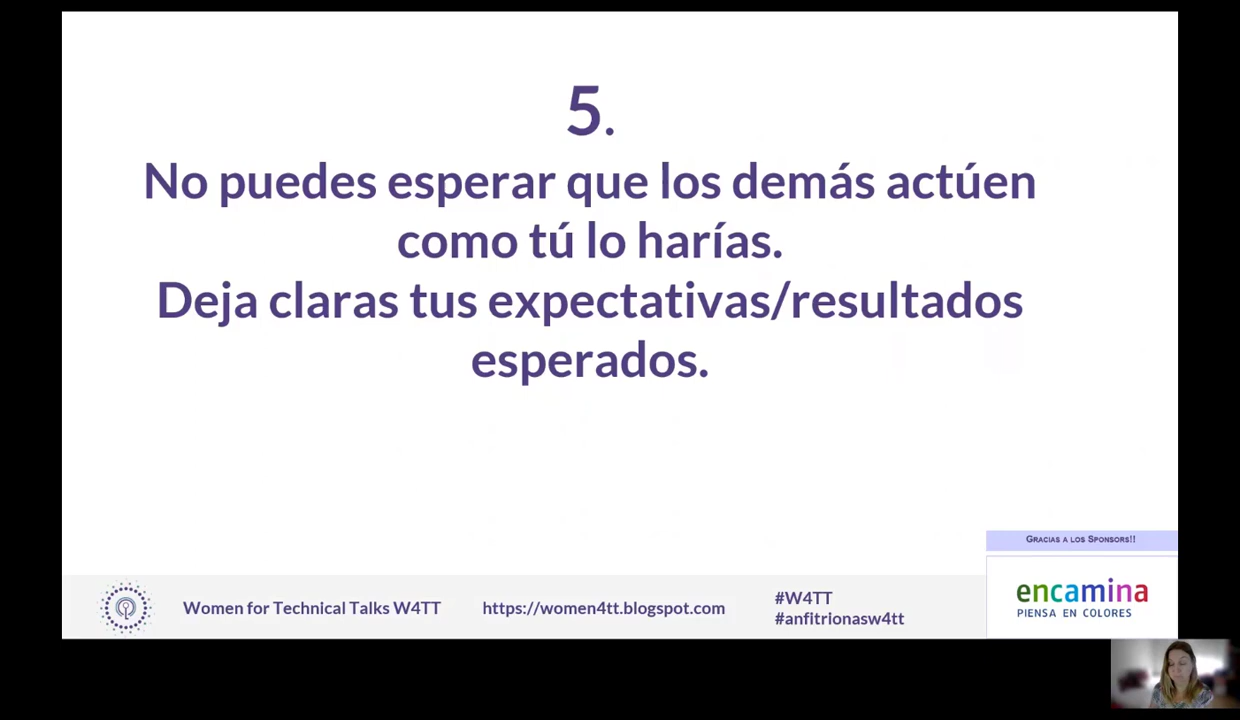 5.
No puedes esperar que los demás actúen
como tú lo harías.
Deja claras tus expectativas/resultados
esperados.
GRACIAS A LOS SPONSORS!!
encamina
PIENSA EN COLORES
Women for Technical Talks W4TT
https://women4tt.blogspot.com
#W4TT
#anfitrionasw4tt